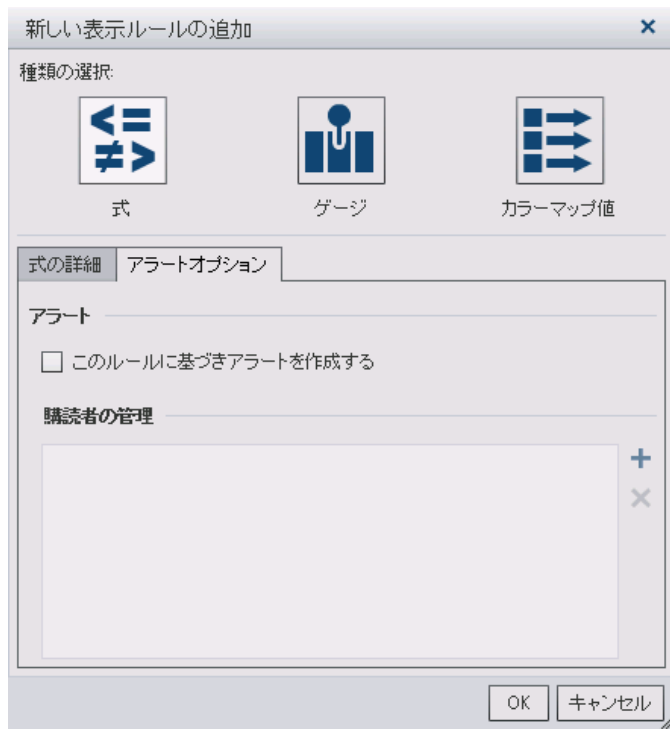 新しい表示ルールの追加
種類の選択:
式
ゲージ
カラーマップ値
式の詳細
アラートオプション
アラート
このルールに基づきアラートを作成する
購読者の管理
OK
キャンセル